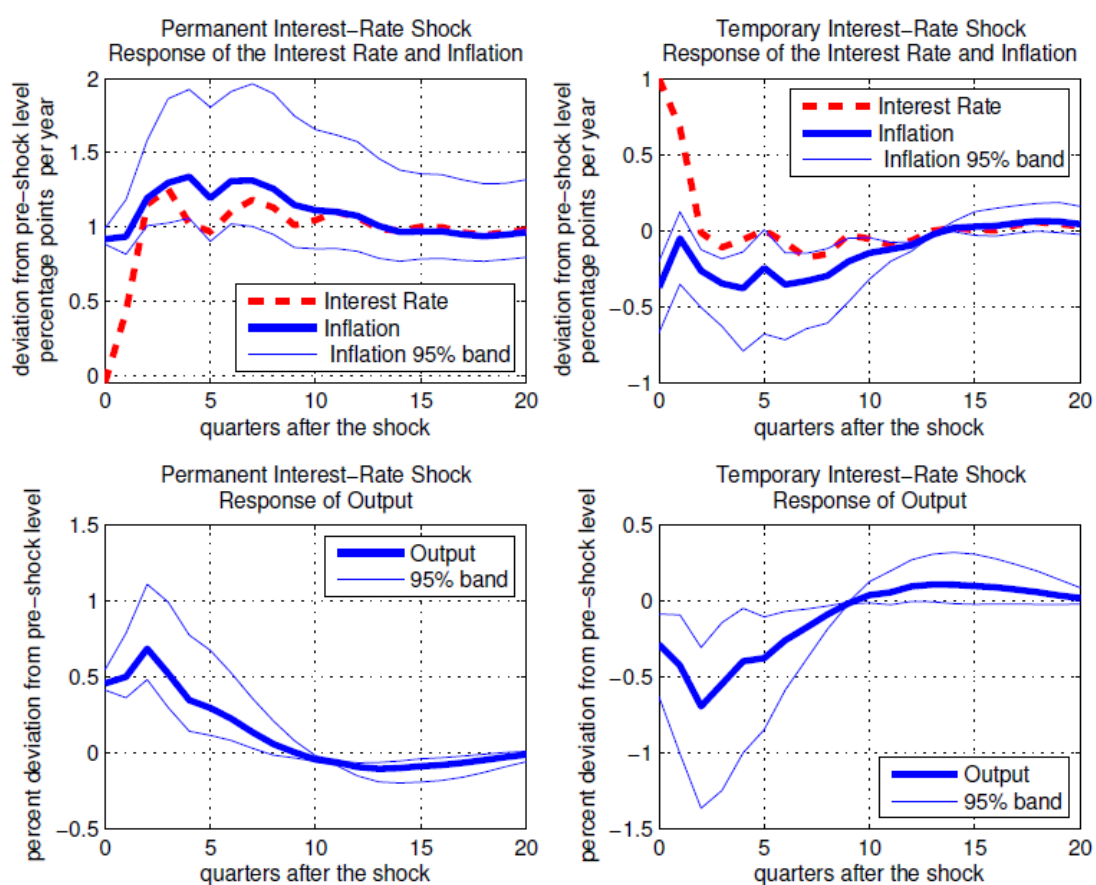 Permanent Interest−Rate Shock
Response of the Interest Rate and Inflation
deviation from pre−shock level
percentage points per year
2
1.5
1
0.5
0
Interest Rate
Inflation
Inflation 95% band
0 5 10 15 20
quarters after the shock
Temporary Interest−Rate Shock
Response of the Interest Rate and Inflation
deviation from pre−shock level
percentage points per year
1
0.5
0
−0.5
−1
Interest Rate
Inflation
Inflation 95% band
0 5 10 15 20
quarters after the shock
Permanent Interest−Rate Shock
Response of Output
percent deviation from pre−shock level
1.5
1
0.5
0
−0.5
Output
95% band
0 5 10 15 20
quarters after the shock
Temporary Interest−Rate Shock
Response of Output
percent deviation from pre−shock level
0.5
0
−0.5
−1
−1.5
Output
95% band
0 5 10 15 20
quarters after the shock